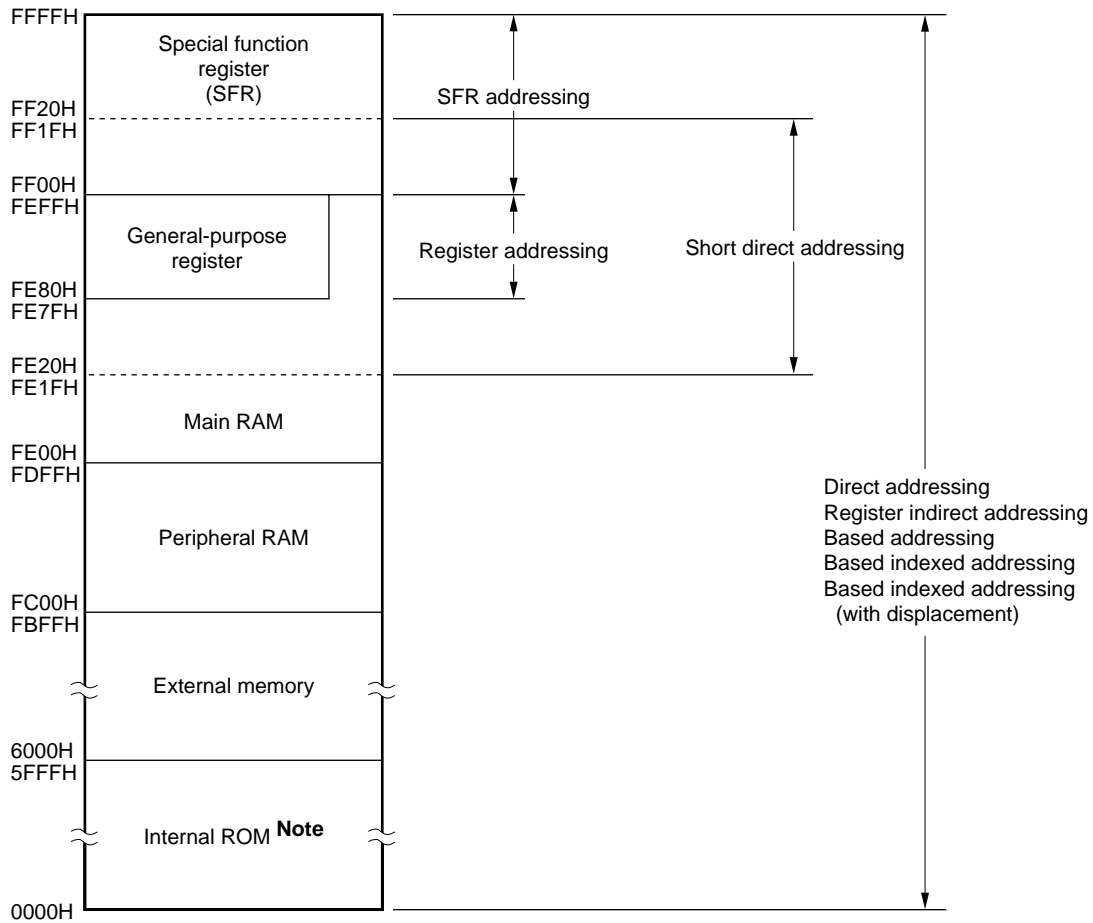 FFFFH
Special function
register
(SFR)
SFR addressing
FF20H
FF1FH
FF00H
FEFFH
General-purpose
register
Register addressing
Short direct addressing
FE80H
FE7FH
FE20H
FE1FH
Main RAM
FE00H
FDFFH
Peripheral RAM
Direct addressing
Register indirect addressing
Based addressing
Based indexed addressing
Based indexed addressing
(with displacement)
FC00H
FBFFH
External memory
6000H
5FFFH
Internal ROM Note
0000H